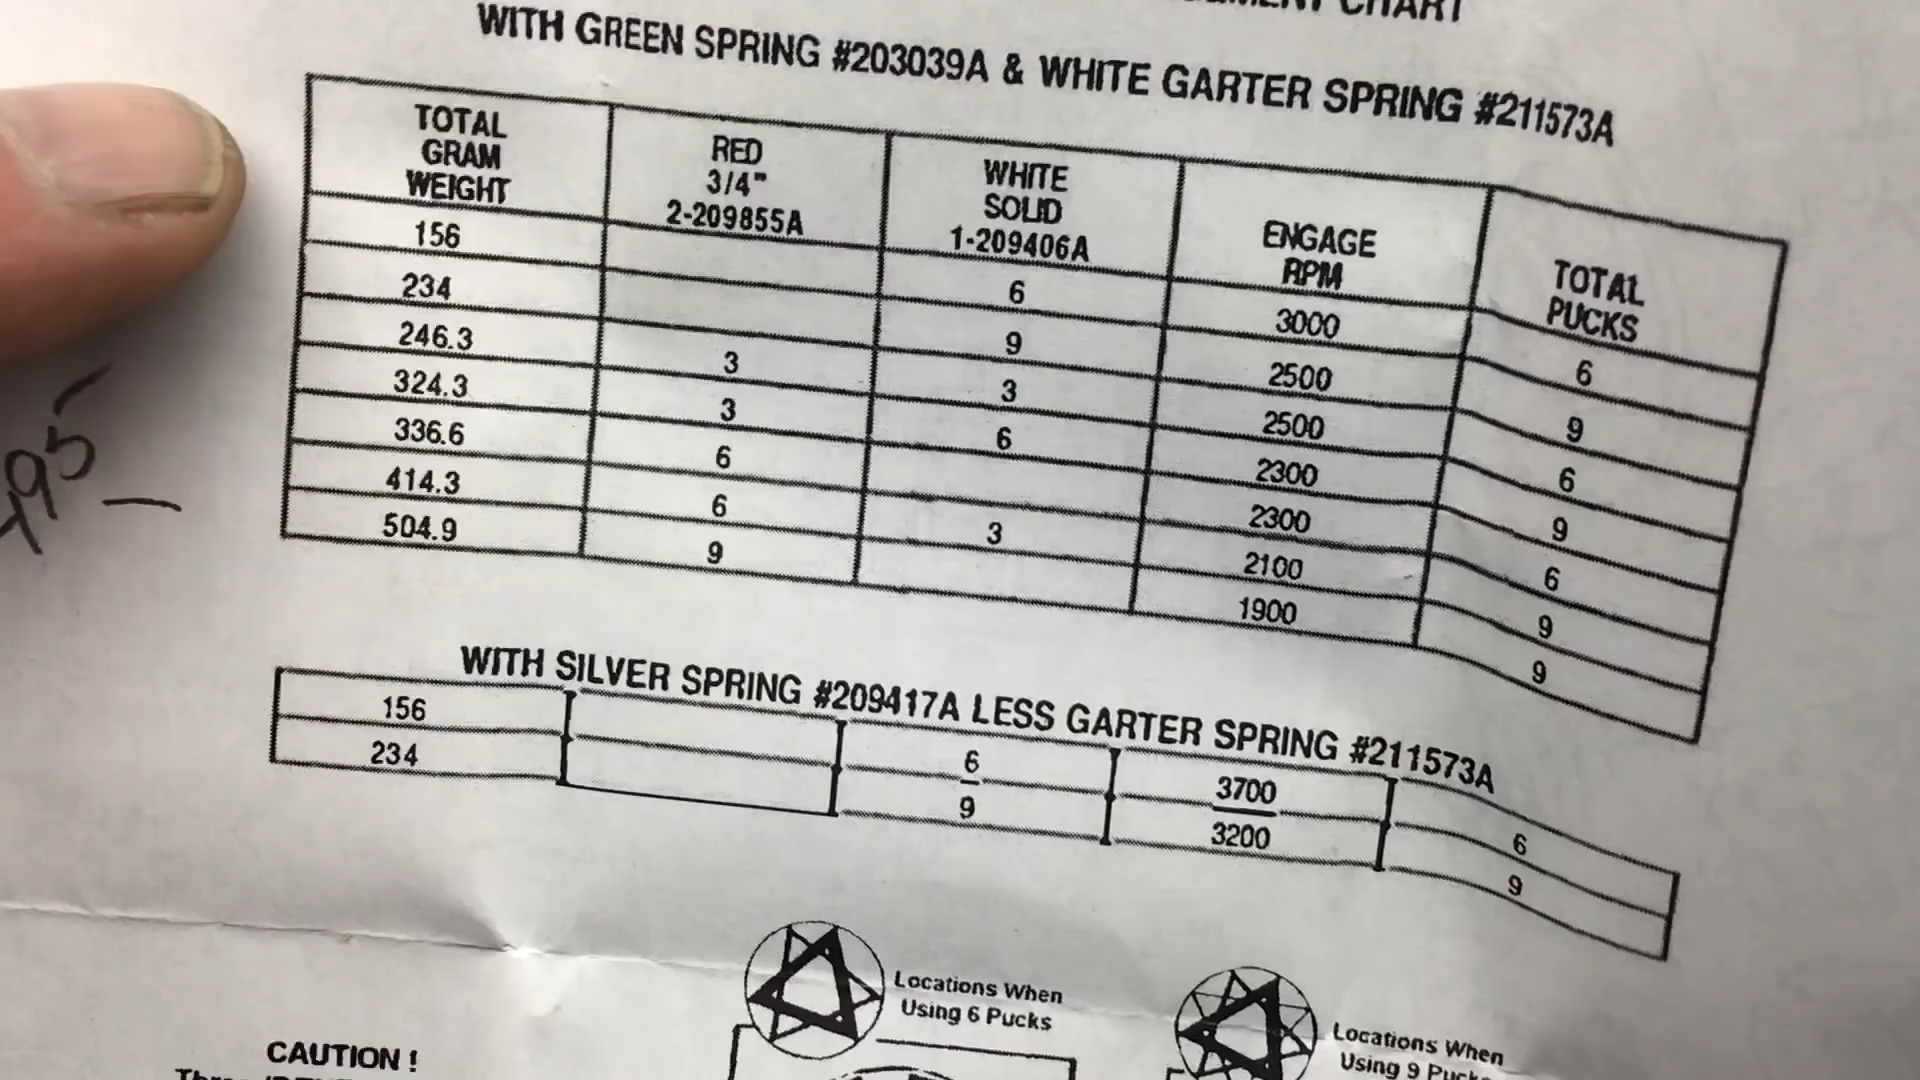 CHART
WITH GREEN SPRING #203039A & WHITE GARTER SPRING #211573A
TOTAL GRAM WEIGHT RED 3/4" 2-209855A WHITE SOLID 1-209406A ENGAGE RPM TOTAL PUCKS
156 6 3000 6
234 9 2500 9
246.3 3 3 2500 6
324.3 3 6 2300 9
336.6 6 2300 6
414.3 6 3 2100 9
504.9 9 1900 9
WITH SILVER SPRING #209417A LESS GARTER SPRING #211573A
156 6 3700 6
234 9 3200 9
495
Locations When
Using 6 Pucks
Locations When
Using 9 Pucks
CAUTION !